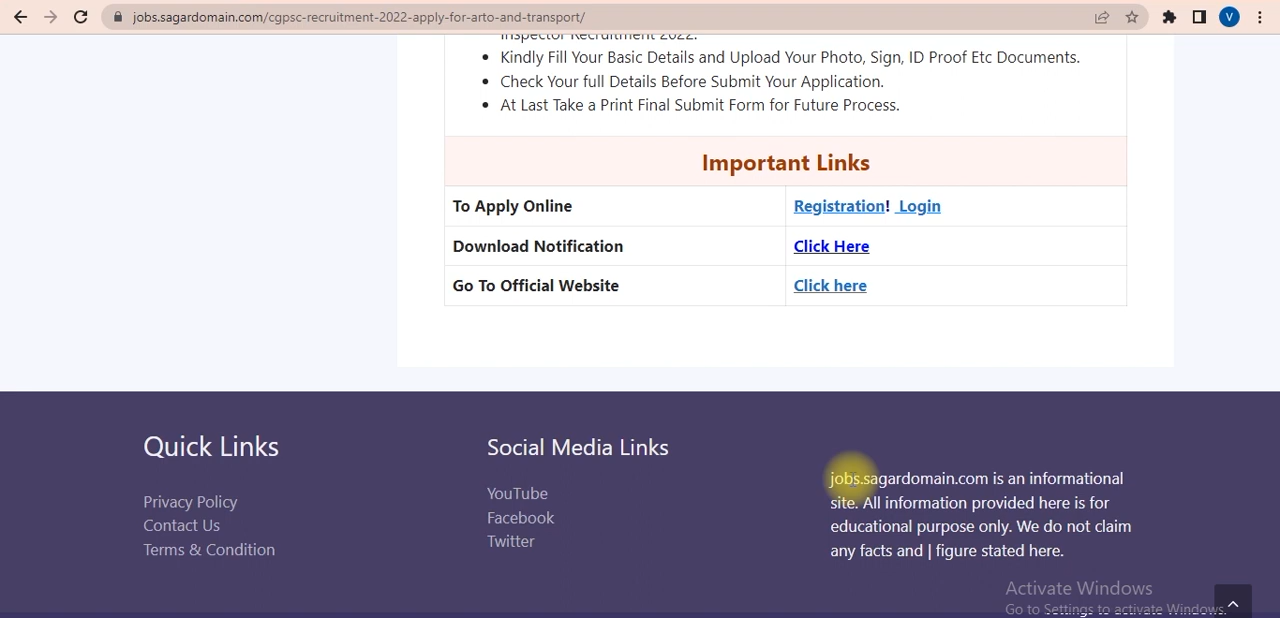 jobs.sagardomain.com/cgpsc-recruitment-2022-apply-for-arto-and-transport/
V
Inspector Recruitment 2022.
• Kindly Fill Your Basic Details and Upload Your Photo, Sign, ID Proof Etc Documents.
• Check Your full Details Before Submit Your Application.
• At Last Take a Print Final Submit Form for Future Process.
Important Links
To Apply Online Registration! Login
Download Notification Click Here
Go To Official Website Click here
Quick Links
Privacy Policy
Contact Us
Terms & Condition
Social Media Links
YouTube
Facebook
Twitter
jobs.sagardomain.com is an informational
site. All information provided here is for
educational purpose only. We do not claim
any facts and | figure stated here.
Activate Windows
Go to Settings to activate Windows.